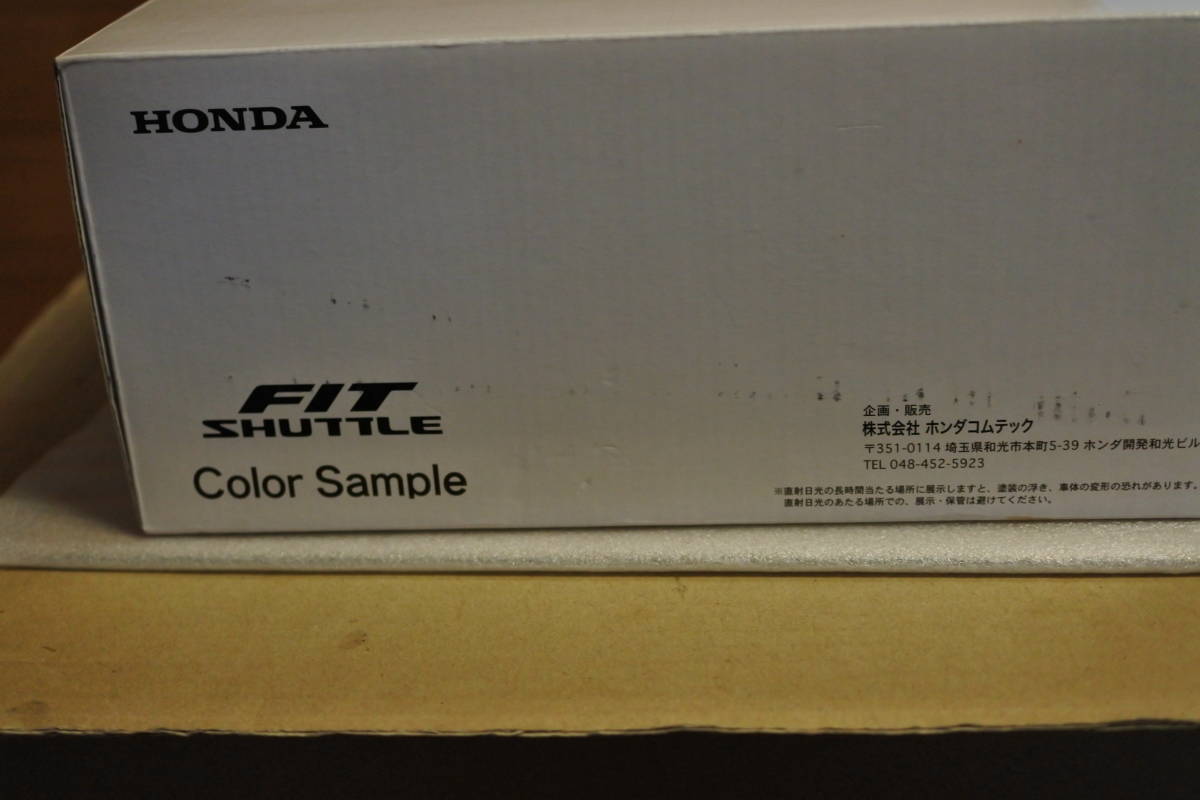 HONDA
FIT
SHUTTLE
Color Sample
企画・販売
株式会社 ホンダコムテック
〒351-0114 埼玉県和光市本町5-39 ホンダ開発和光ビル
TEL 048-452-5923
※直射日光の長時間当たる場所に展示しますと、塗装の浮き、車体の変形の恐れがあります。
直射日光のあたる場所での、展示・保管は避けてください。